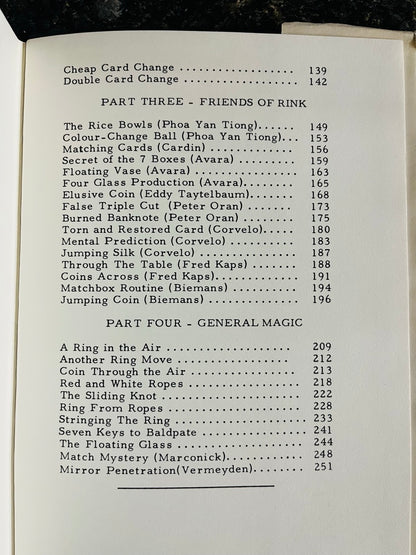 Cheap Card Change .................. 139
Double Card Change .................. 142
PART THREE - FRIENDS OF RINK
The Rice Bowls (Phoa Yan Tiong)...... 149
Colour-Change Ball (Phoa Yan Tiong)... 153
Matching Cards (Cardin) ............. 156
Secret of the 7 Boxes (Avara) ......... 159
Floating Vase (Avara) ................ 163
Four Glass Production (Avara)........ 165
Elusive Coin (Eddy Taytelbaum)...... 168
False Triple Cut (Peter Oran) ....... 173
Burned Banknote (Peter Oran) ........ 175
Torn and Restored Card (Corvelo)..... 180
Mental Prediction (Corvelo) .......... 183
Jumping Silk (Corvelo) ............... 187
Through The Table (Fred Kaps) ....... 188
Coins Across (Fred Kaps)............. 191
Matchbox Routine (Biemans) ......... 194
Jumping Coin (Biemans) ............. 196
PART FOUR - GENERAL MAGIC
A Ring in the Air ................... 209
Another Ring Move .................. 212
Coin Through the Air ................ 213
Red and White Ropes ................ 218
The Sliding Knot .................... 222
Ring From Ropes .................... 228
Stringing The Ring .................. 233
Seven Keys to Baldpate .............. 241
The Floating Glass .................. 244
Match Mystery (Marconick)........... 248
Mirror Penetration(Vermeyden)........ 251